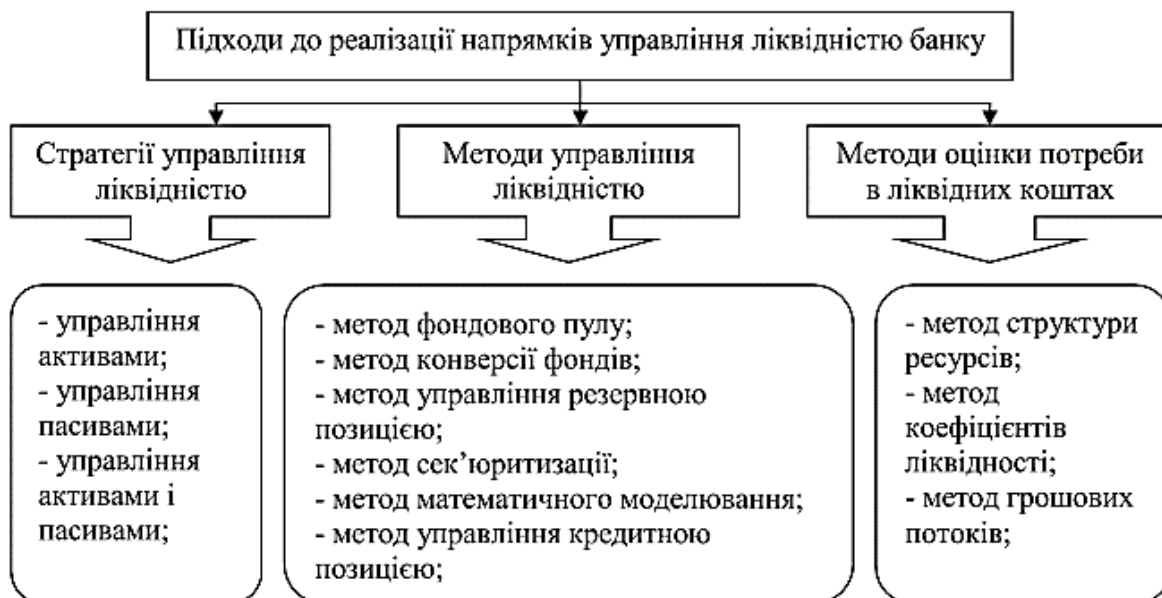 Підходи до реалізації напрямків управління ліквідністю банку
Стратегії управління
ліквідністю
Методи управління
ліквідністю
Методи оцінки потреби
в ліквідних коштах
- управління
активами;
- управління
пасивами;
- управління
активами і
пасивами;
- метод фондового пулу;
- метод конверсії фондів;
- метод управління резервною
позицією;
- метод сек’юритизації;
- метод математичного моделювання;
- метод управління кредитною
позицією;
- метод структури
ресурсів;
- метод
коефіцієнтів
ліквідності;
- метод грошових
потоків;